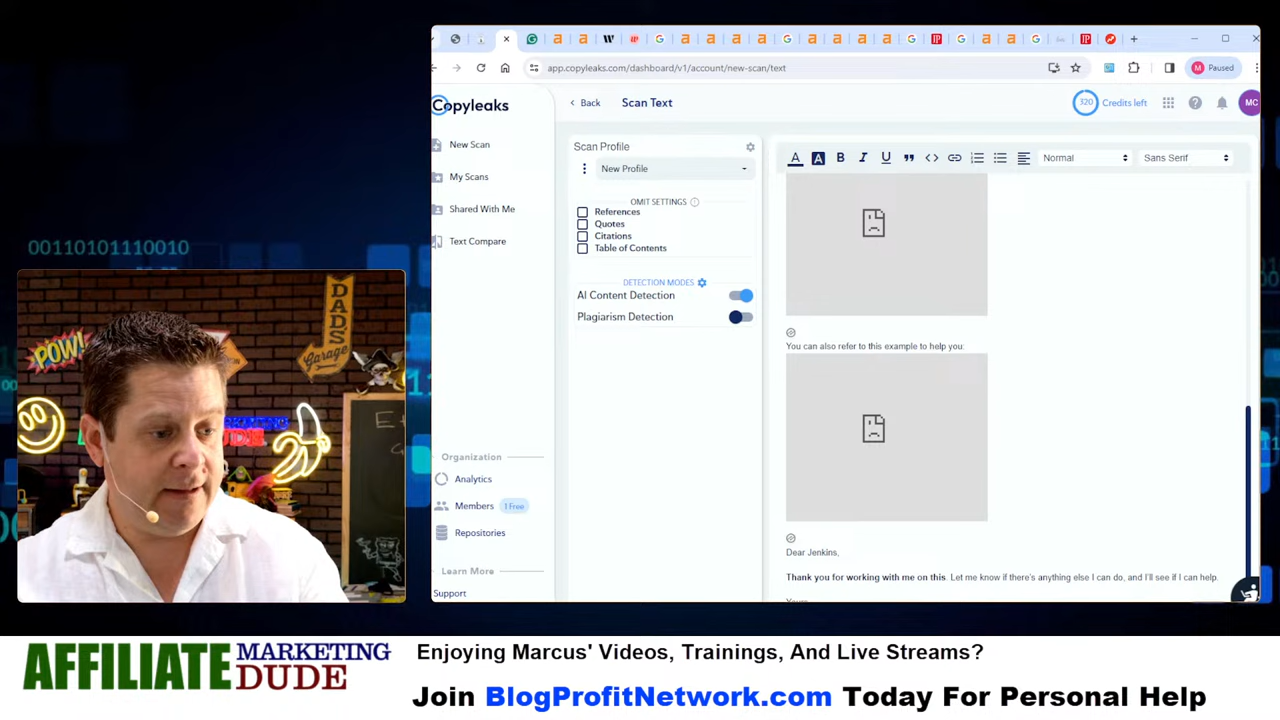 app.copyleaks.com/dashboard/v1/account/new-scan/text
Paused
Copyleaks
Back
Scan Text
320
Credits left
MC
New Scan
My Scans
Shared With Me
Text Compare
Organization
Analytics
Members
1 Free
Repositories
Learn More
Support
Scan Profile
New Profile
OMIT SETTINGS
References
Quotes
Citations
Table of Contents
DETECTION MODES
AI Content Detection
Plagiarism Detection
Normal
Sans Serif
You can also refer to this example to help you:
Dear Jenkins,
Thank you for working with me on this. Let me know if there's anything else I can do, and I'll see if I can help.
00110101110010
POW!
DADS
Garage
AFFILIATE MARKETING DUDE
Enjoying Marcus' Videos, Trainings, And Live Streams?
Join BlogProfitNetwork.com Today For Personal Help